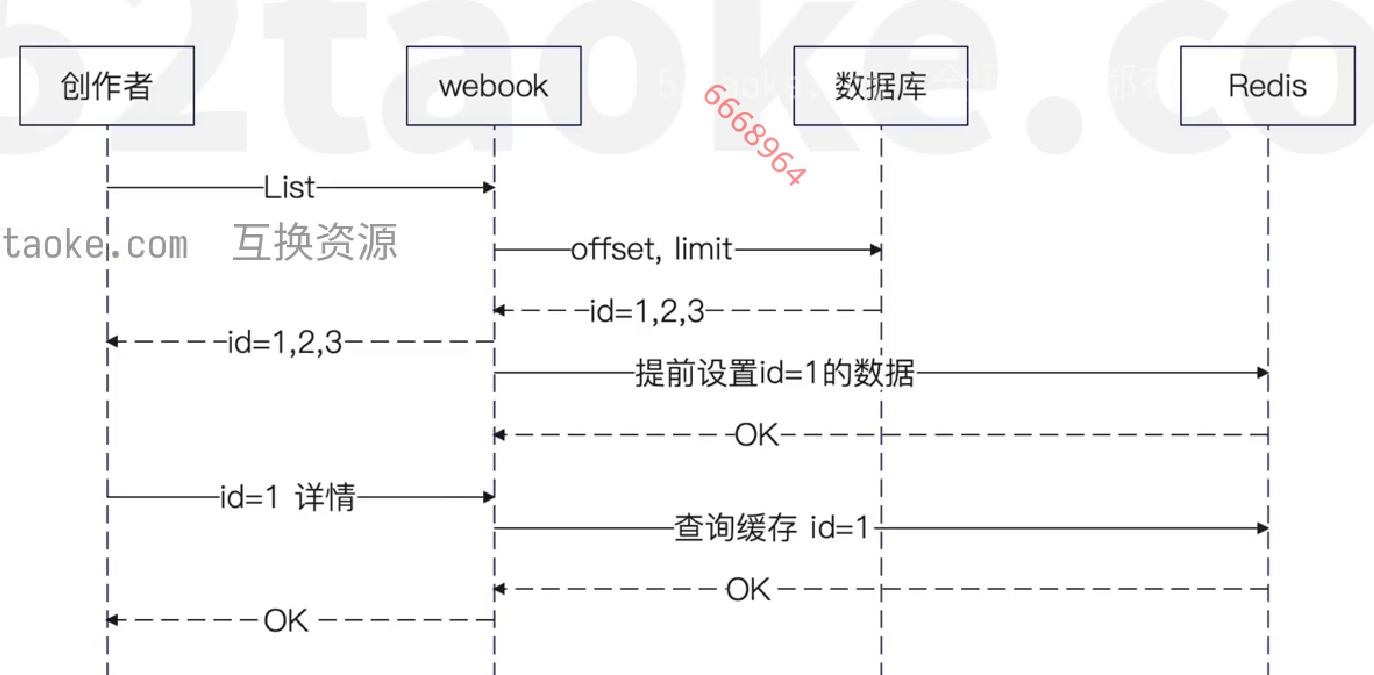 创作者
webook
数据库
Redis
52taoke.co
6668964
List
taoke.com 互换资源
offset, limit
id=1,2,3
id=1,2,3
提前设置id=1的数据
OK
id=1 详情
查询缓存 id=1
OK
OK